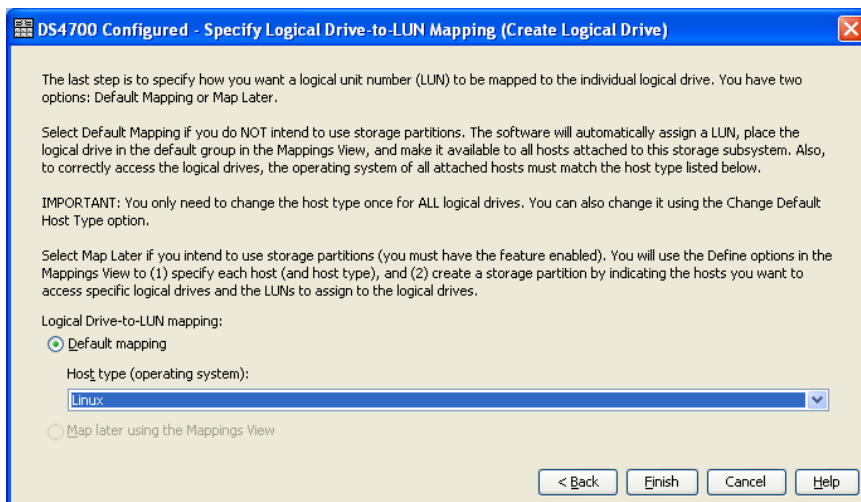 DS4700 Configured - Specify Logical Drive-to-LUN Mapping (Create Logical Drive)
The last step is to specify how you want a logical unit number (LUN) to be mapped to the individual logical drive. You have two
options: Default Mapping or Map Later.
Select Default Mapping if you do NOT intend to use storage partitions. The software will automatically assign a LUN, place the
logical drive in the default group in the Mappings View, and make it available to all hosts attached to this storage subsystem. Also,
to correctly access the logical drives, the operating system of all attached hosts must match the host type listed below.
IMPORTANT: You only need to change the host type once for ALL logical drives. You can also change it using the Change Default
Host Type option.
Select Map Later if you intend to use storage partitions (you must have the feature enabled). You will use the Define options in the
Mappings View to (1) specify each host (and host type), and (2) create a storage partition by indicating the hosts you want to
access specific logical drives and the LUNs to assign to the logical drives.
Logical Drive-to-LUN mapping:
Default mapping
Host type (operating system):
Linux
Map later using the Mappings View
< Back Finish Cancel Help